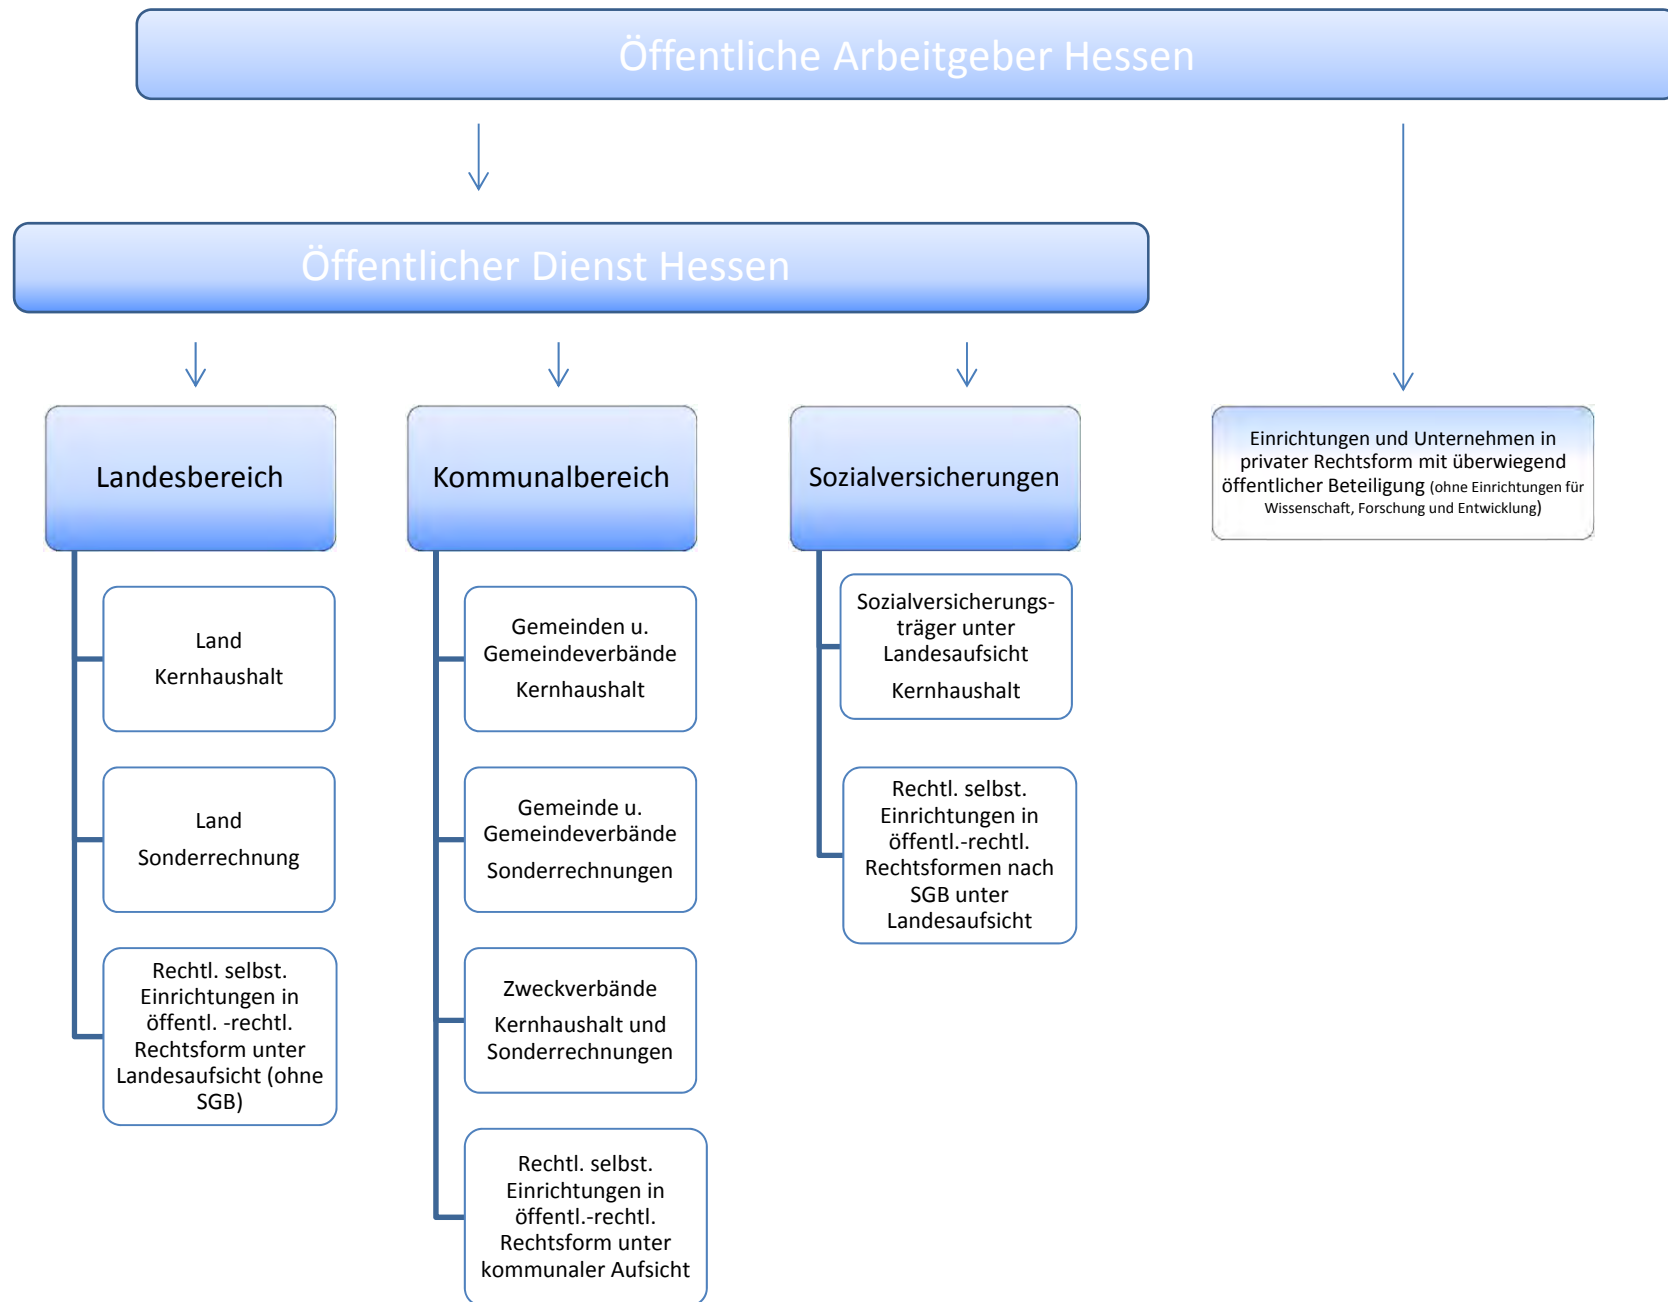 Öffentliche Arbeitgeber Hessen
Öffentlicher Dienst Hessen
Landesbereich
Land
Kernhaushalt
Land
Sonderrechnung
Rechtl. selbst.
Einrichtungen in
öffentl. -rechtl.
Rechtsform unter
Landesaufsicht (ohne
SGB)
Kommunalbereich
Gemeinden u.
Gemeindeverbände
Kernhaushalt
Gemeinde u.
Gemeindeverbände
Sonderrechnungen
Zweckverbände
Kernhaushalt und
Sonderrechnungen
Rechtl. selbst.
Einrichtungen in
öffentl.-rechtl.
Rechtsform unter
kommunaler Aufsicht
Sozialversicherungen
Sozialversicherungs-
träger unter
Landesaufsicht
Kernhaushalt
Rechtl. selbst.
Einrichtungen in
öffentl.-rechtl.
Rechtsformen nach
SGB unter
Landesaufsicht
Einrichtungen und Unternehmen in
privater Rechtsform mit überwiegend
öffentlicher Beteiligung (ohne Einrichtungen für
Wissenschaft, Forschung und Entwicklung)